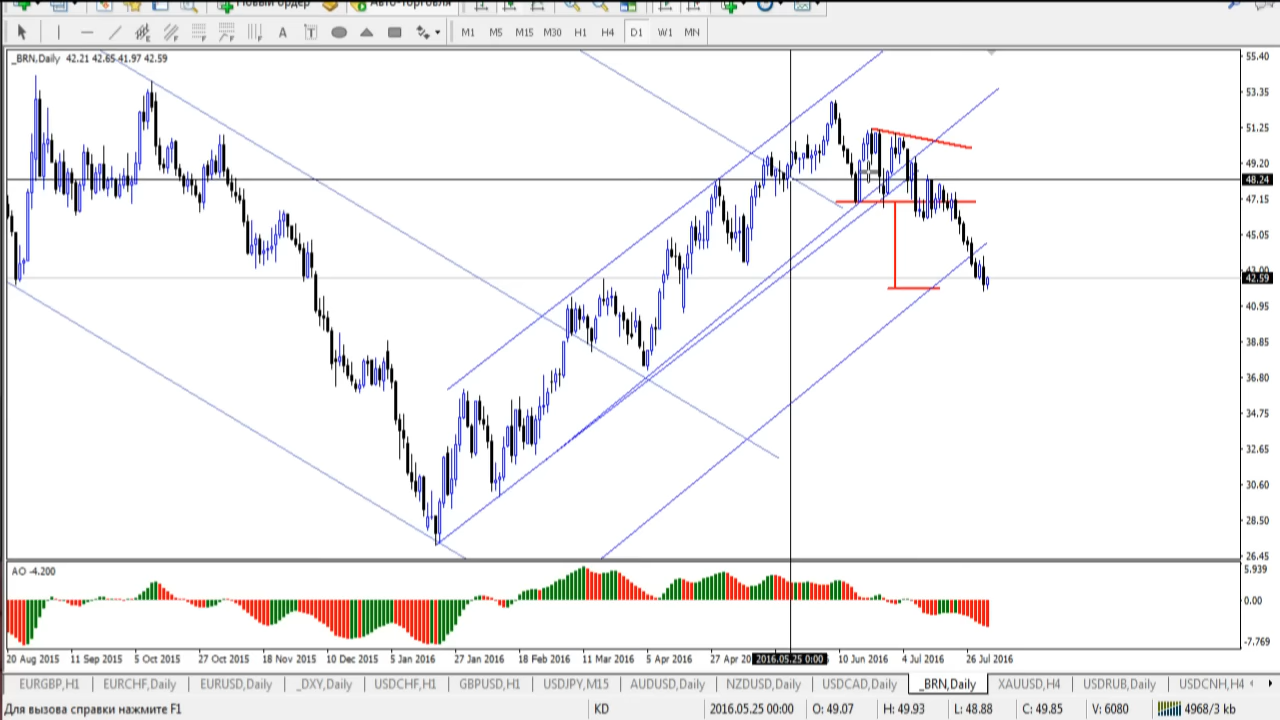 Новый ордер Авто-торговля
A T M1 M5 M15 M30 H1 H4 D1 W1 MN
_BRN,Daily 42.21 42.65 41.97 42.59
55.40
53.35
51.25
49.20
48.24
47.15
45.05
43.00
42.59
40.95
38.85
36.80
34.75
32.65
30.60
28.50
26.45
AO -4.200
5.939
0.00
-7.769
20 Aug 2015 11 Sep 2015 5 Oct 2015 27 Oct 2015 18 Nov 2015 10 Dec 2015 5 Jan 2016 27 Jan 2016 18 Feb 2016 11 Mar 2016 5 Apr 2016 27 Apr 20 2016.05.25 0:00 10 Jun 2016 4 Jul 2016 26 Jul 2016
EURGBP,H1 EURCHF,Daily EURUSD,Daily _DXY,Daily USDCHF,H1 GBPUSD,H1 USDJPY,M15 AUDUSD,Daily NZDUSD,Daily USDCAD,Daily _BRN,Daily XAUUSD,H4 USDRUB,Daily USDCNH,H4
Для вызова справки нажмите F1 KD 2016.05.25 00:00 O: 49.07 H: 49.93 L: 48.88 C: 49.85 V: 6080 4968/3 kb